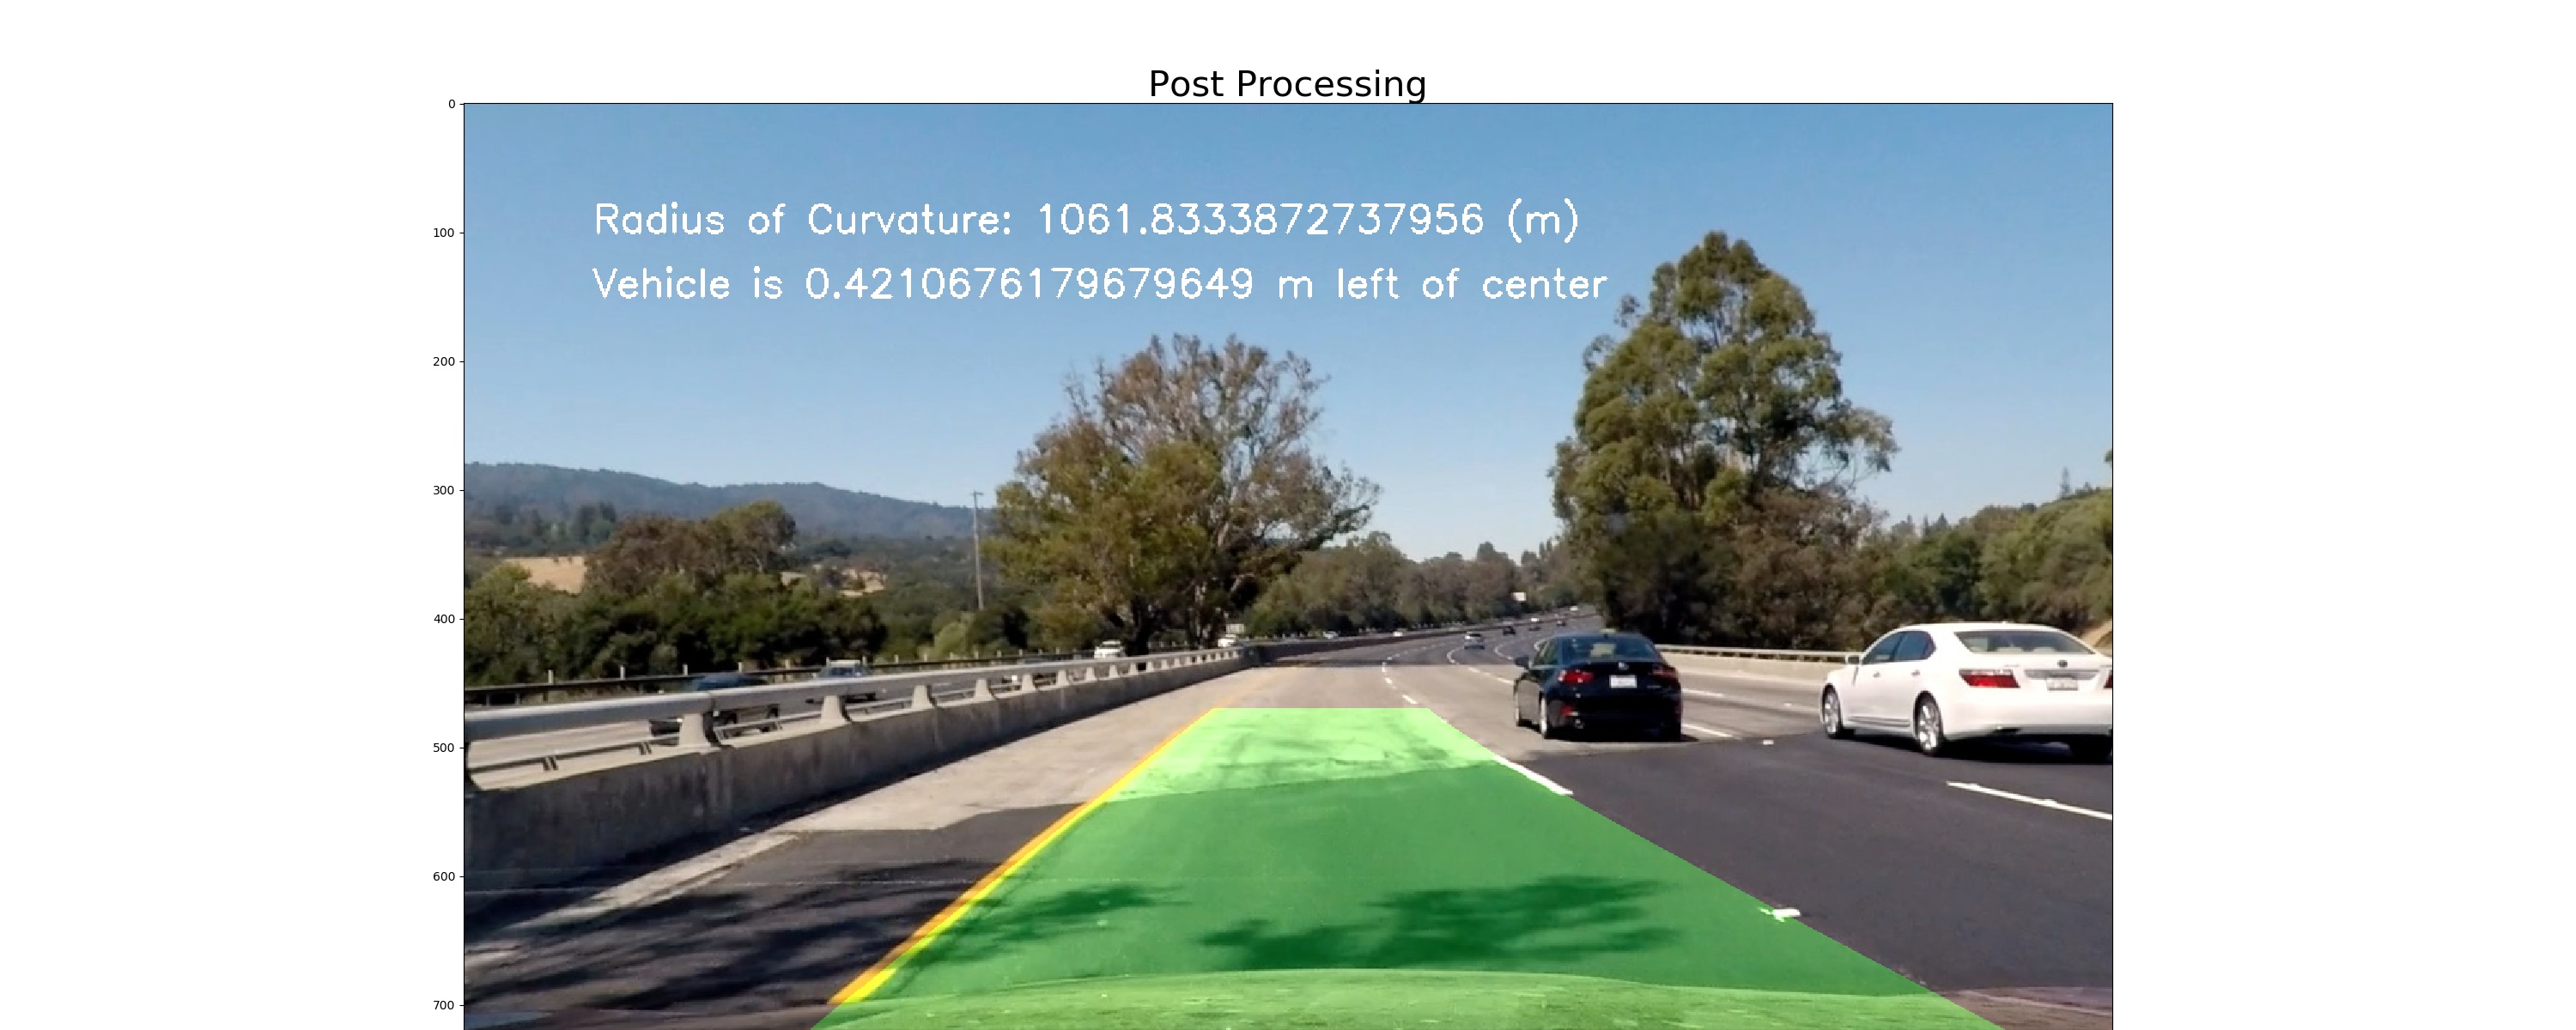 Post Processing
0
Radius of Curvature: 1061.8333872737956 (m)
100
Vehicle is 0.4210676179679649 m left of center
200
300
400
500
600
700